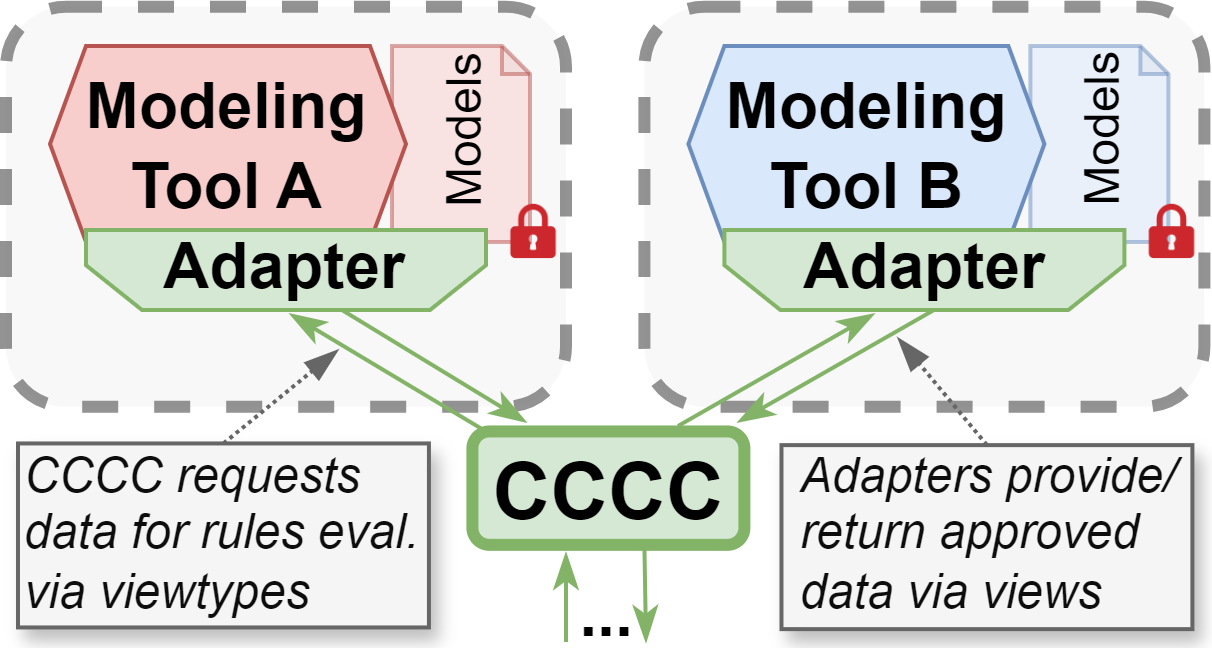 Modeling
Tool A
Models
Adapter
Modeling
Tool B
Models
Adapter
CCCC requests
data for rules eval.
via viewtypes
CCCC
Adapters provide/
return approved
data via views
...